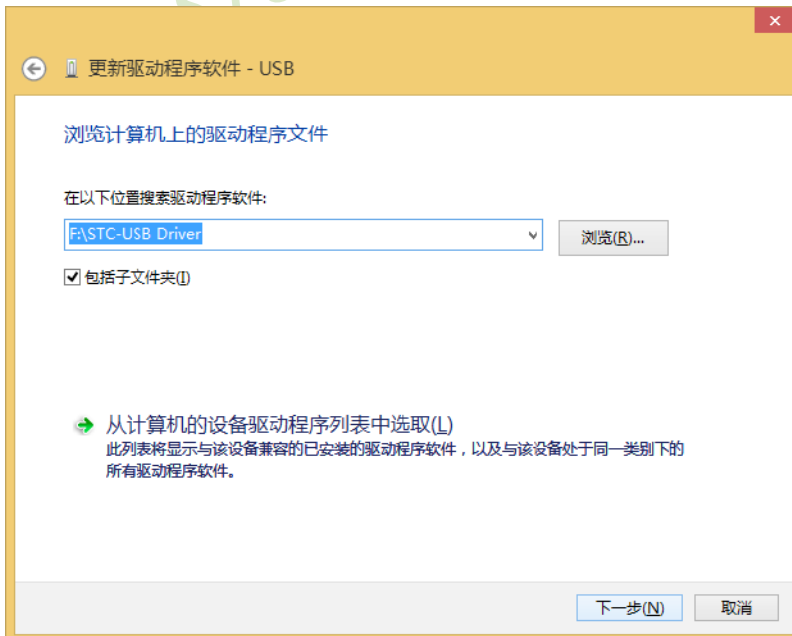 更新驱动程序软件 - USB
浏览计算机上的驱动程序文件
在以下位置搜索驱动程序软件:
F:\STC-USB Driver
浏览(R)...
包括子文件夹(I)
从计算机的设备驱动程序列表中选取(L)
此列表将显示与该设备兼容的已安装的驱动程序软件，以及与该设备处于同一类别下的
所有驱动程序软件。
下一步(N)
取消